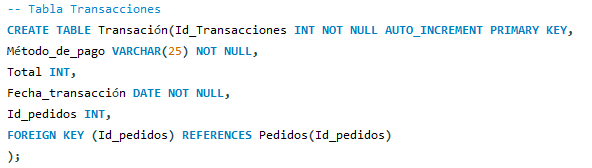 -- Tabla Transacciones
CREATE TABLE Transación(Id_Transacciones INT NOT NULL AUTO_INCREMENT PRIMARY KEY,
Método_de_pago VARCHAR(25) NOT NULL,
Total INT,
Fecha_transacción DATE NOT NULL,
Id_pedidos INT,
FOREIGN KEY (Id_pedidos) REFERENCES Pedidos(Id_pedidos)
);